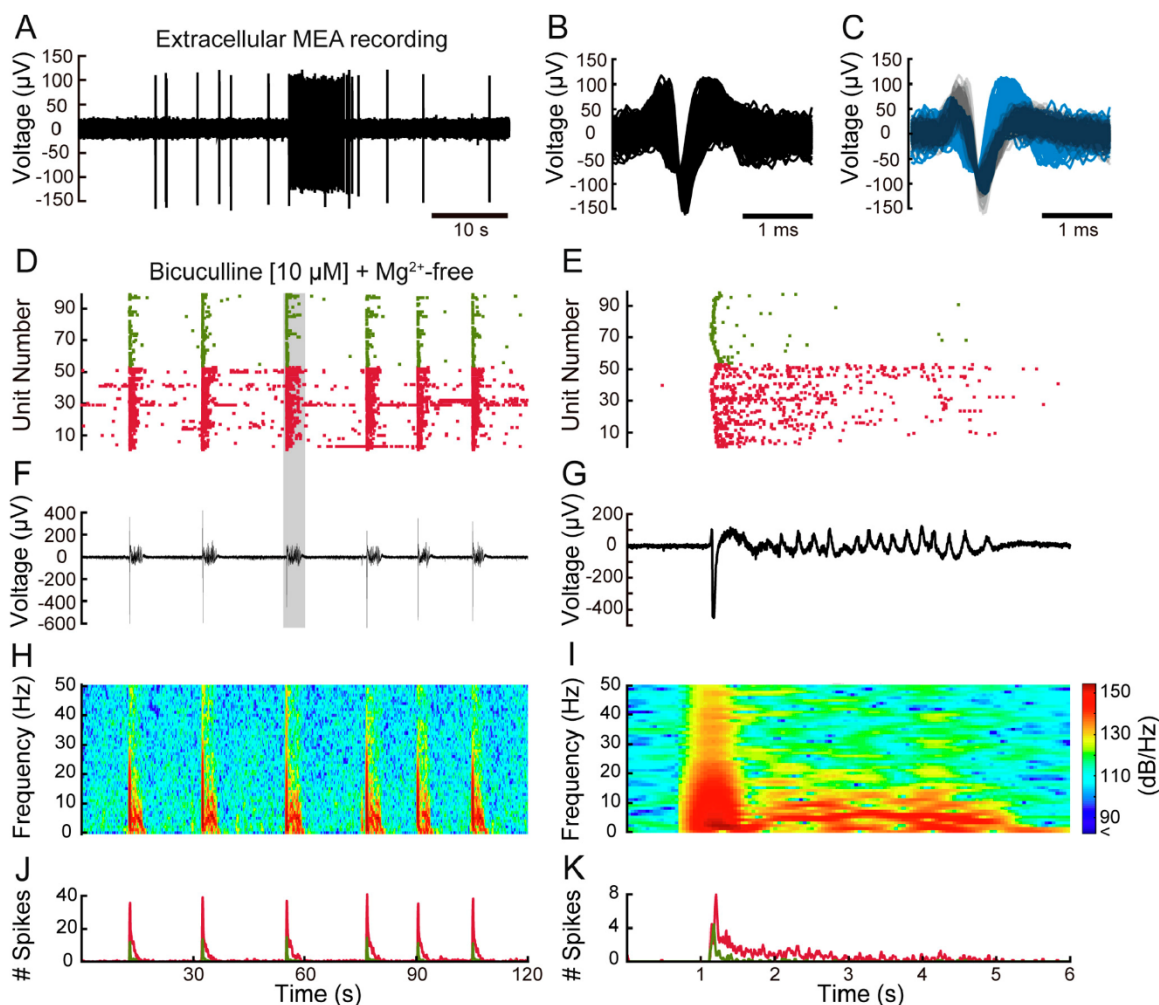 A Extracellular MEA recording B C
Voltage (µV)
150
100
50
0
-50
-100
-150
10 s
Voltage (µV)
150
100
50
0
-50
-100
-150
1 ms
Voltage (µV)
150
100
50
0
-50
-100
-150
1 ms
D Bicuculline [10 µM] + Mg²⁺-free E
Unit Number
90
70
50
30
10
Unit Number
90
70
50
30
10
F G
Voltage (µV)
400
200
0
-200
-400
-600
Voltage (µV)
200
0
-200
-400
H I
Frequency (Hz)
50
40
30
20
10
0
Frequency (Hz)
50
40
30
20
10
0
150
130
110
90
<
(dB/Hz)
J K
# Spikes
40
20
0
30 60 90 120
Time (s)
# Spikes
8
4
0
1 2 3 4 5 6
Time (s)